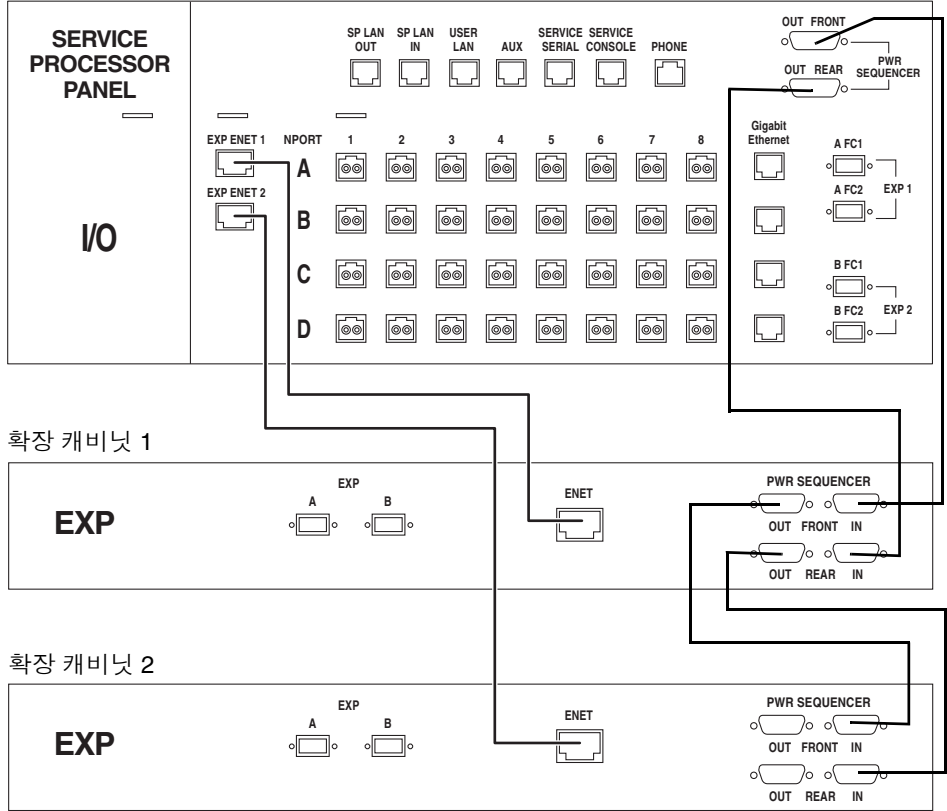 SERVICE
PROCESSOR
PANEL
I/O
SP LAN
OUT
SP LAN
IN
USER
LAN
AUX
SERVICE
SERIAL
SERVICE
CONSOLE
PHONE
OUT FRONT
OUT REAR
PWR
SEQUENCER
EXP ENET 1
EXP ENET 2
NPORT 1 2 3 4 5 6 7 8
A
B
C
D
Gigabit
Ethernet
A FC1
A FC2
EXP 1
B FC1
B FC2
EXP 2
확장 캐비닛 1
EXP
EXP
A B
ENET
PWR SEQUENCER
OUT FRONT IN
OUT REAR IN
확장 캐비닛 2
EXP
EXP
A B
ENET
PWR SEQUENCER
OUT FRONT IN
OUT REAR IN